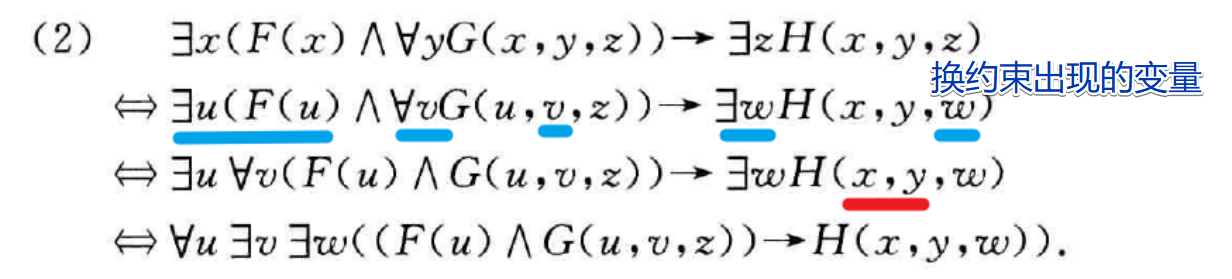 (2) ∃x(F(x)∧∀yG(x,y,z))→∃zH(x,y,z)
换约束出现的变量
⇔∃u(F(u)∧∀vG(u,v,z))→∃wH(x,y,w)
⇔∃u∀v(F(u)∧G(u,v,z))→∃wH(x,y,w)
⇔∀u∃v∃w((F(u)∧G(u,v,z))→H(x,y,w)).